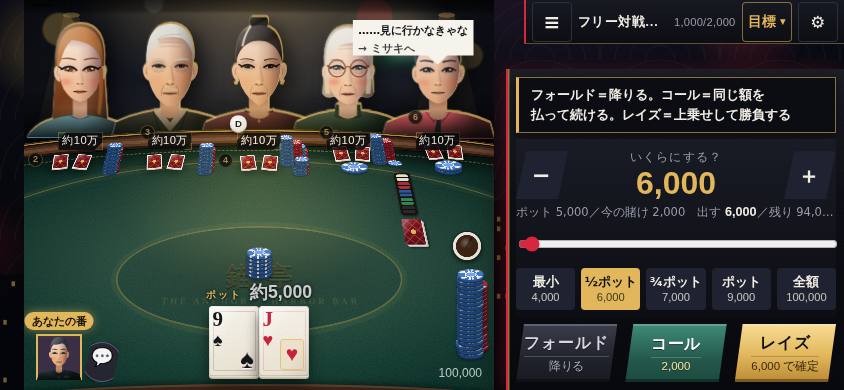 ……見に行かなきゃな
→ ミサキへ
D
3
5
6
2
4
約10万
約10万
約10万
約10万
約10万
ポット 約5,000
あなたの番
9
J
100,000
フリー対戦…
1,000/2,000
目標 ▾
フォールド＝降りる。コール＝同じ額を
払って続ける。レイズ＝上乗せして勝負する
いくらにする？
−
6,000
+
ポット 5,000／今の賭け 2,000 出す 6,000／残り 94,0…
最小
4,000
½ポット
6,000
¾ポット
7,000
ポット
9,000
全額
100,000
フォールド
降りる
コール
2,000
レイズ
6,000 で確定